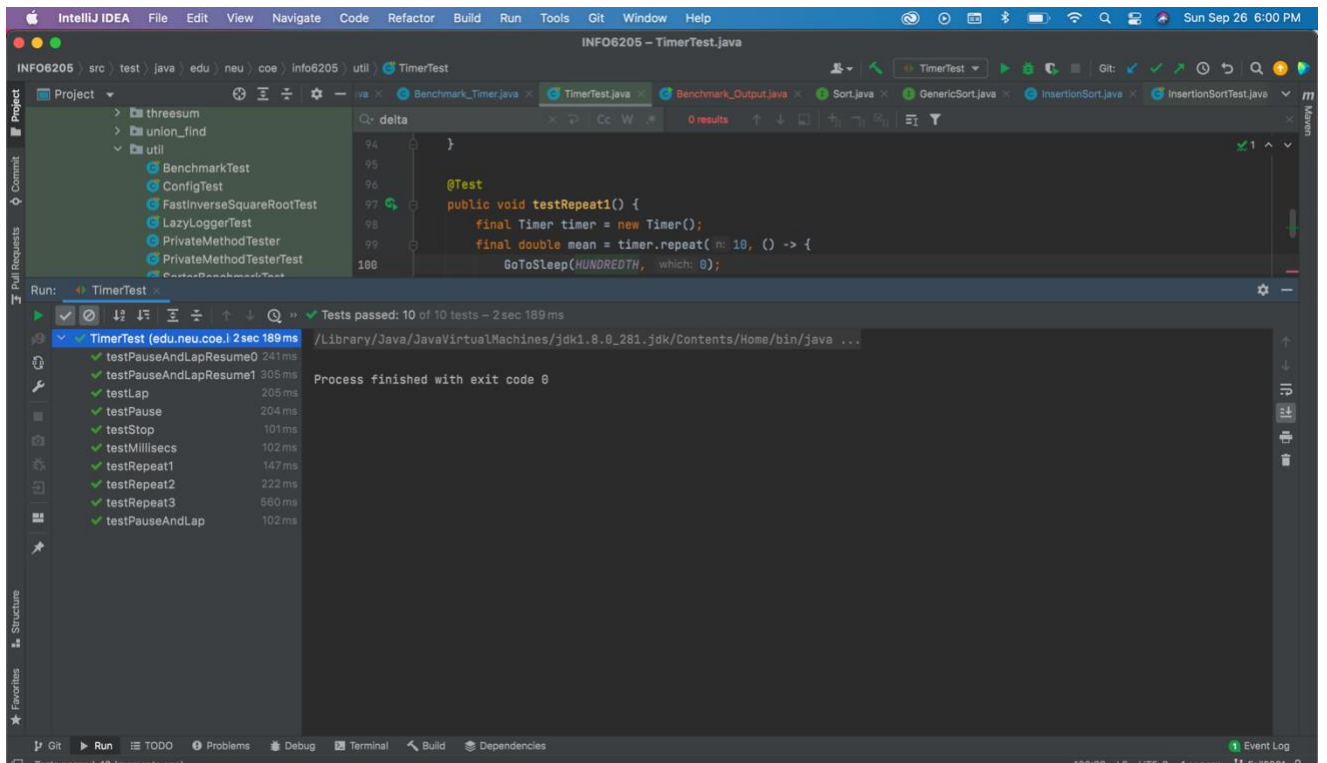 IntelliJ IDEA File Edit View Navigate Code Refactor Build Run Tools Git Window Help Sun Sep 26 6:00 PM
INFO6205 – TimerTest.java
INFO6205 src test java edu neu coe info6205 util TimerTest TimerTest Git:
Project Benchmark_Timer.java TimerTest.java Benchmark_Output.java Sort.java GenericSort.java InsertionSort.java InsertionSortTest.java
Project
Commit
Pull Requests
Maven
threesum
union_find
util
BenchmarkTest
ConfigTest
FastInverseSquareRootTest
LazyLoggerTest
PrivateMethodTester
PrivateMethodTesterTest
delta Cc W .* 0 results
94 }
1
95
96 @Test
97 public void testRepeat1() {
98 final Timer timer = new Timer();
99 final double mean = timer.repeat( n: 10, () -> {
100 GoToSleep(HUNDREDTH, which: 0);
Run: TimerTest
Tests passed: 10 of 10 tests – 2 sec 189 ms
TimerTest (edu.neu.coe.i 2 sec 189 ms
testPauseAndLapResume0 241 ms
testPauseAndLapResume1 305 ms
testLap 205 ms
testPause 204 ms
testStop 101 ms
testMillisecs 102 ms
testRepeat1 147 ms
testRepeat2 222 ms
testRepeat3 560 ms
testPauseAndLap 102 ms
/Library/Java/JavaVirtualMachines/jdk1.8.0_281.jdk/Contents/Home/bin/java ...
Process finished with exit code 0
Structure
Favorites
Git Run TODO Problems Debug Terminal Build Dependencies 1 Event Log